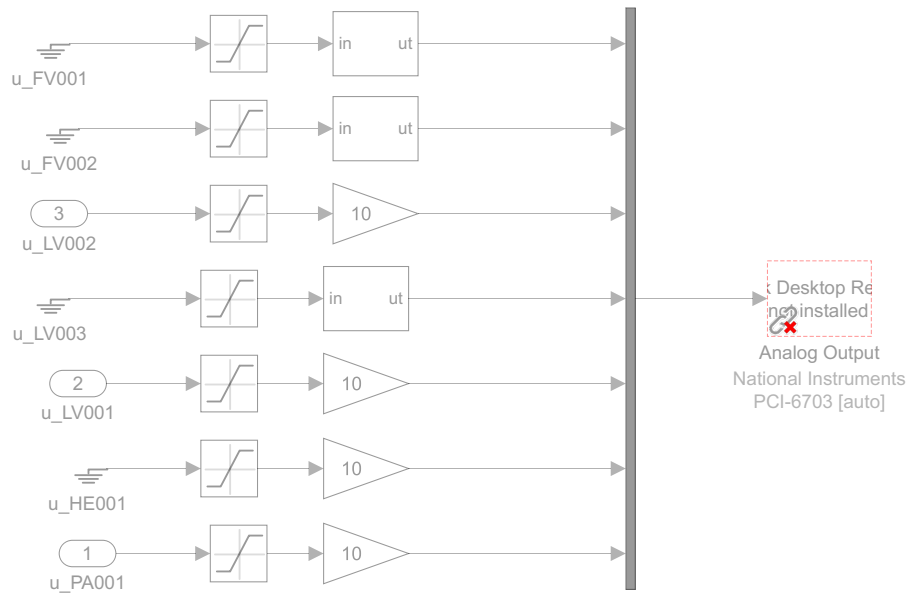 in ut
u_FV001
in ut
u_FV002
3 10
u_LV002
in ut
u_LV003
Desktop Re
not installed
Analog Output
National Instruments
PCI-6703 [auto]
2 10
u_LV001
10
u_HE001
1 10
u_PA001